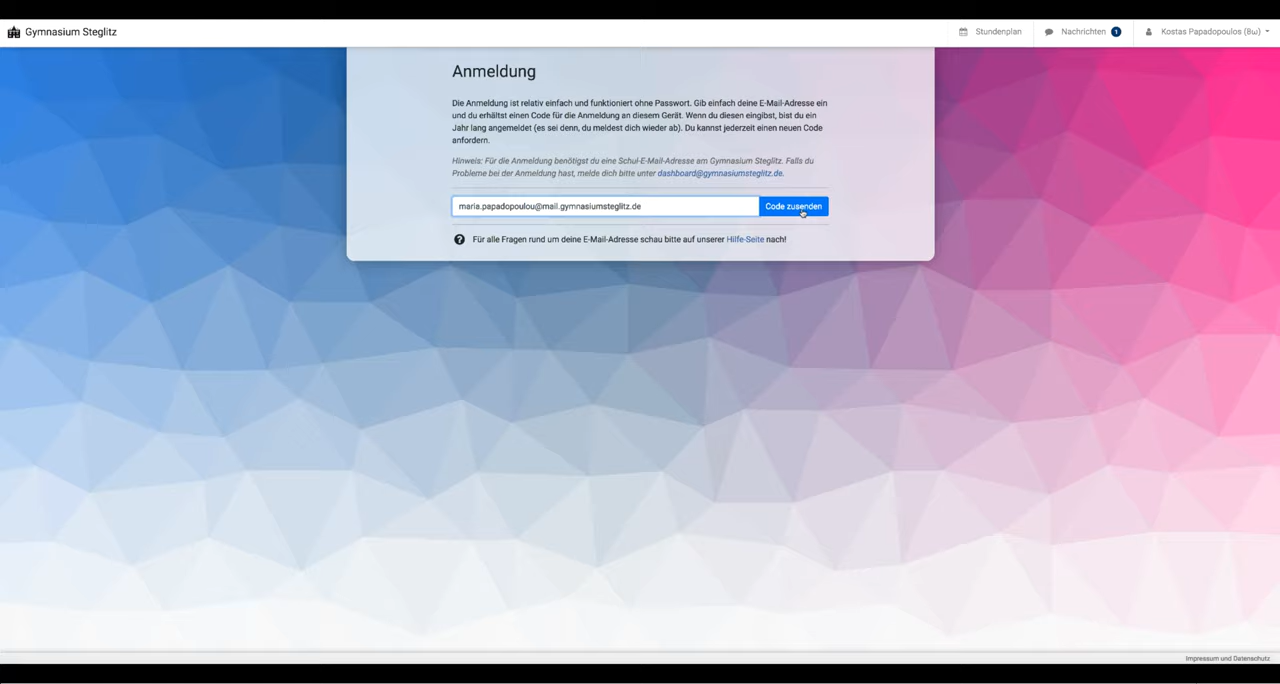 Gymnasium Steglitz
Stundenplan
Nachrichten 1
Kostas Papadopoulos (8ω)
Anmeldung
Die Anmeldung ist relativ einfach und funktioniert ohne Passwort. Gib einfach deine E-Mail-Adresse ein
und du erhältst einen Code für die Anmeldung an diesem Gerät. Wenn du diesen eingibst, bist du ein
Jahr lang angemeldet (es sei denn, du meldest dich wieder ab). Du kannst jederzeit einen neuen Code
anfordern.
Hinweis: Für die Anmeldung benötigst du eine Schul-E-Mail-Adresse am Gymnasium Steglitz. Falls du
Probleme bei der Anmeldung hast, melde dich bitte unter dashboard@gymnasiumsteglitz.de.
maria.papadopoulou@mail.gymnasiumsteglitz.de
Code zusenden
Für alle Fragen rund um deine E-Mail-Adresse schau bitte auf unserer Hilfe-Seite nach!
Impressum und Datenschutz